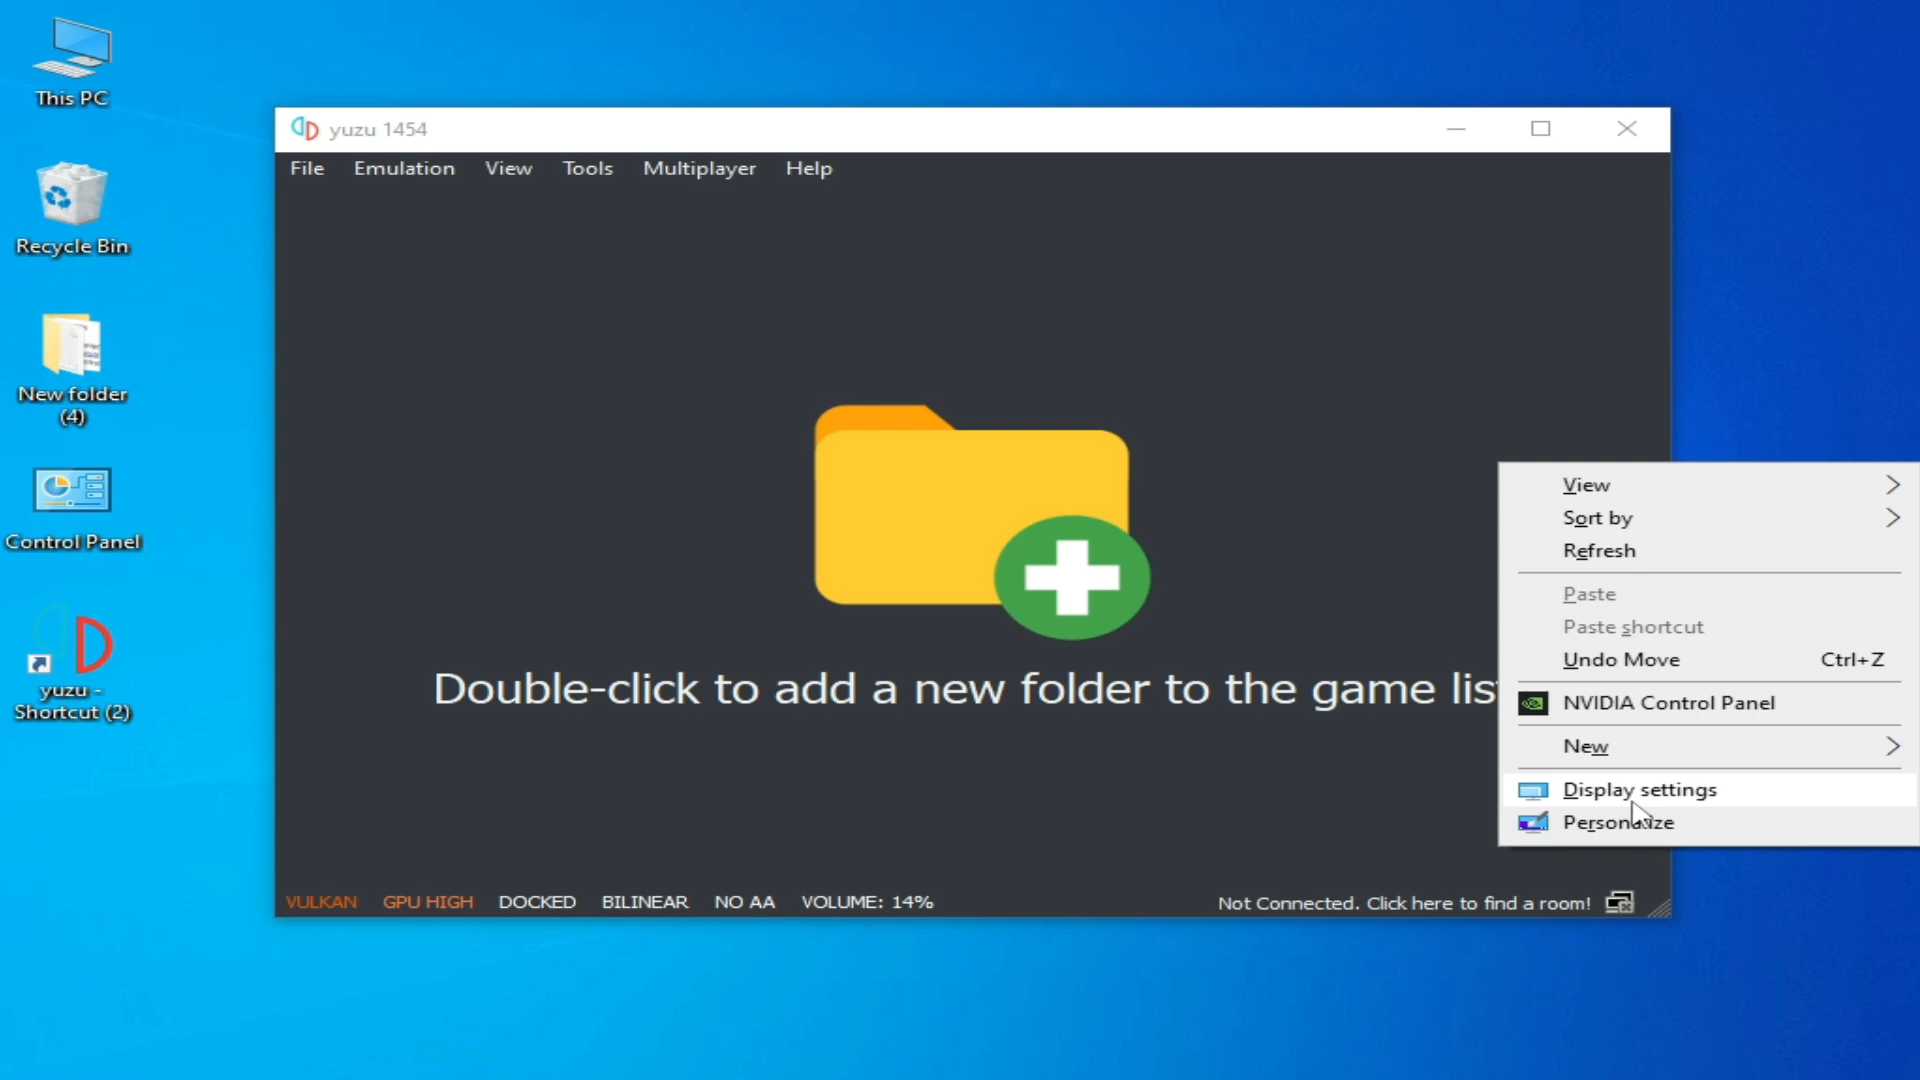 This PC
Recycle Bin
New folder
(4)
Control Panel
yuzu -
Shortcut (2)
yuzu 1454
File Emulation View Tools Multiplayer Help
Double-click to add a new folder to the game lis
VULKAN GPU HIGH DOCKED BILINEAR NO AA VOLUME: 14%
Not Connected. Click here to find a room!
View
Sort by
Refresh
Paste
Paste shortcut
Undo Move Ctrl+Z
NVIDIA Control Panel
New
Display settings
Personalize